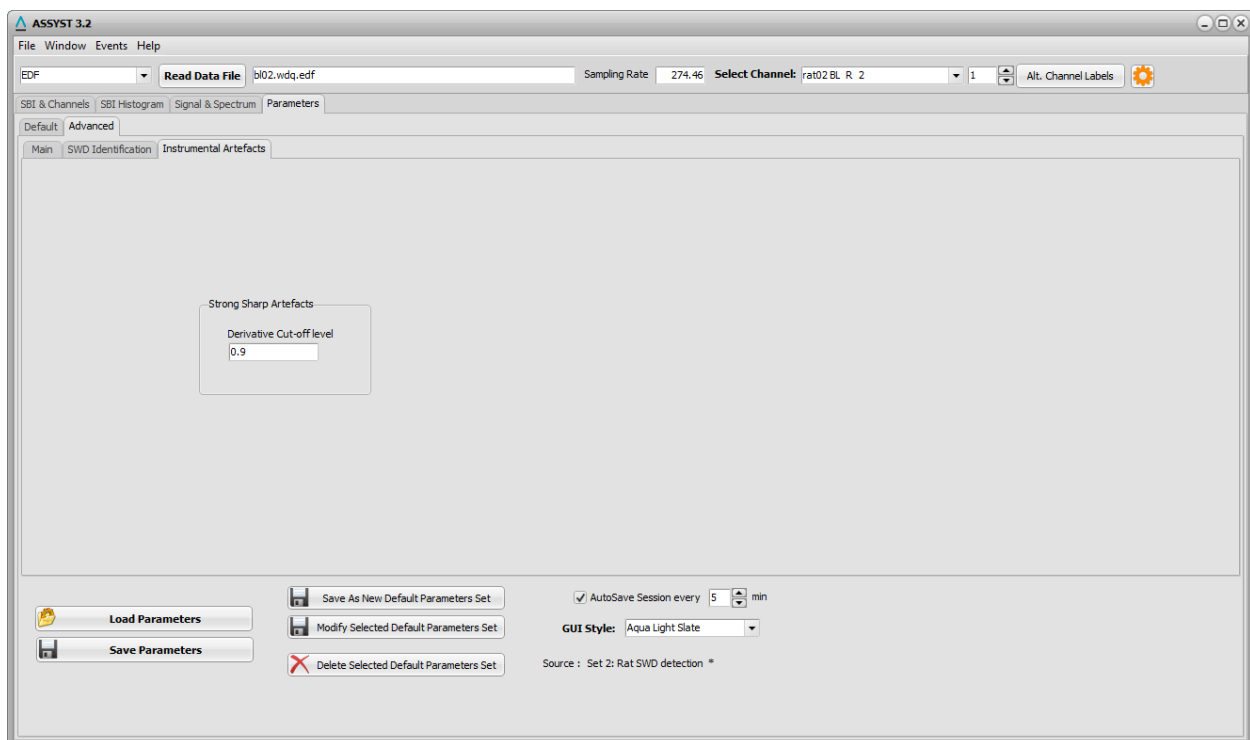 ASSYST 3.2
File Window Events Help
EDF Read Data File bl02.wdq.edf Sampling Rate 274.46 Select Channel: rat02 BL R 2 1 Alt. Channel Labels
SBI & Channels SBI Histogram Signal & Spectrum Parameters
Default Advanced
Main SWD Identification Instrumental Artefacts
Strong Sharp Artefacts
Derivative Cut-off level
0.9
Save As New Default Parameters Set AutoSave Session every 5 min
Load Parameters
Modify Selected Default Parameters Set GUI Style: Aqua Light Slate
Save Parameters
Delete Selected Default Parameters Set Source : Set 2: Rat SWD detection *